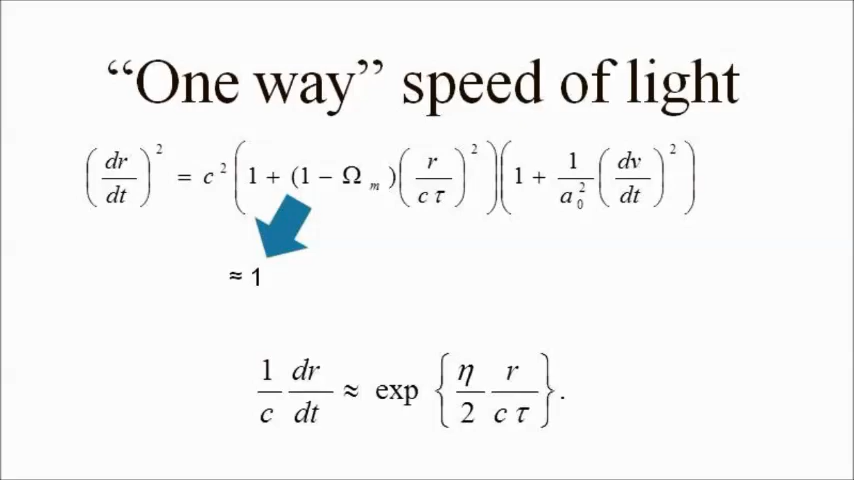 “One way” speed of light
(dr/dt)² = c² (1 + (1 − Ωₘ)(r/cτ)²)(1 + 1/a₀² (dv/dt)²)
≈ 1
1/c dr/dt ≈ exp {η/2 r/cτ}.